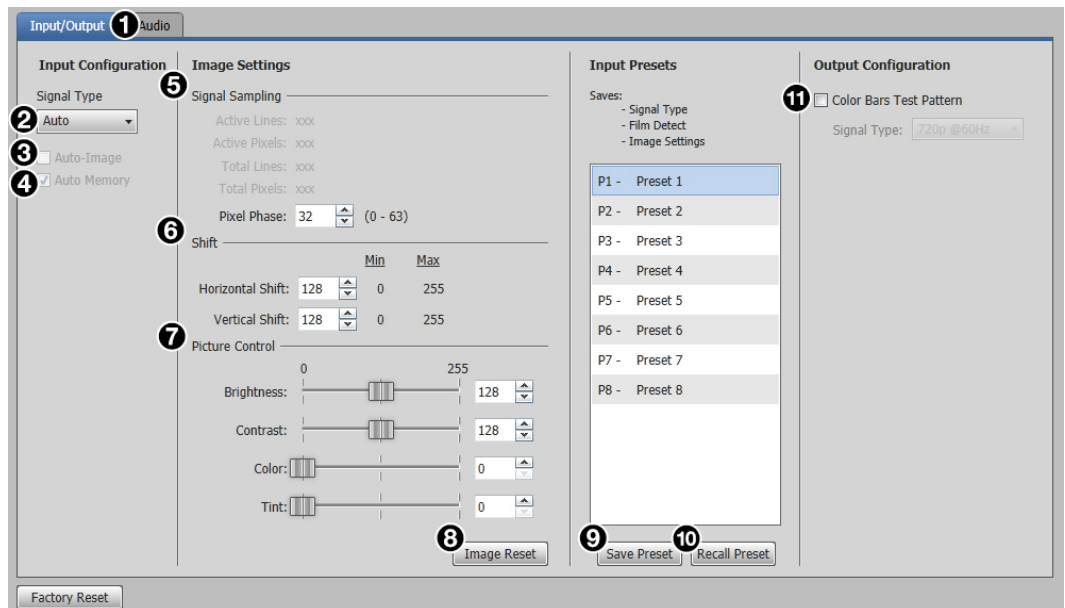 Input/Output 1 Audio
Input Configuration
Signal Type
2 Auto
3 Auto-Image
4 Auto Memory
Image Settings
5 Signal Sampling
Active Lines: xxx
Active Pixels: xxx
Total Lines: xxx
Total Pixels: xxx
Pixel Phase: 32 (0 - 63)
6 Shift
Min Max
Horizontal Shift: 128 0 255
Vertical Shift: 128 0 255
7 Picture Control
0 255
Brightness: 128
Contrast: 128
Color: 0
Tint: 0
8 Image Reset
Input Presets
Saves:
- Signal Type
- Film Detect
- Image Settings
P1 - Preset 1
P2 - Preset 2
P3 - Preset 3
P4 - Preset 4
P5 - Preset 5
P6 - Preset 6
P7 - Preset 7
P8 - Preset 8
9 Save Preset 10 Recall Preset
Output Configuration
11 Color Bars Test Pattern
Signal Type: 720p @60Hz
Factory Reset